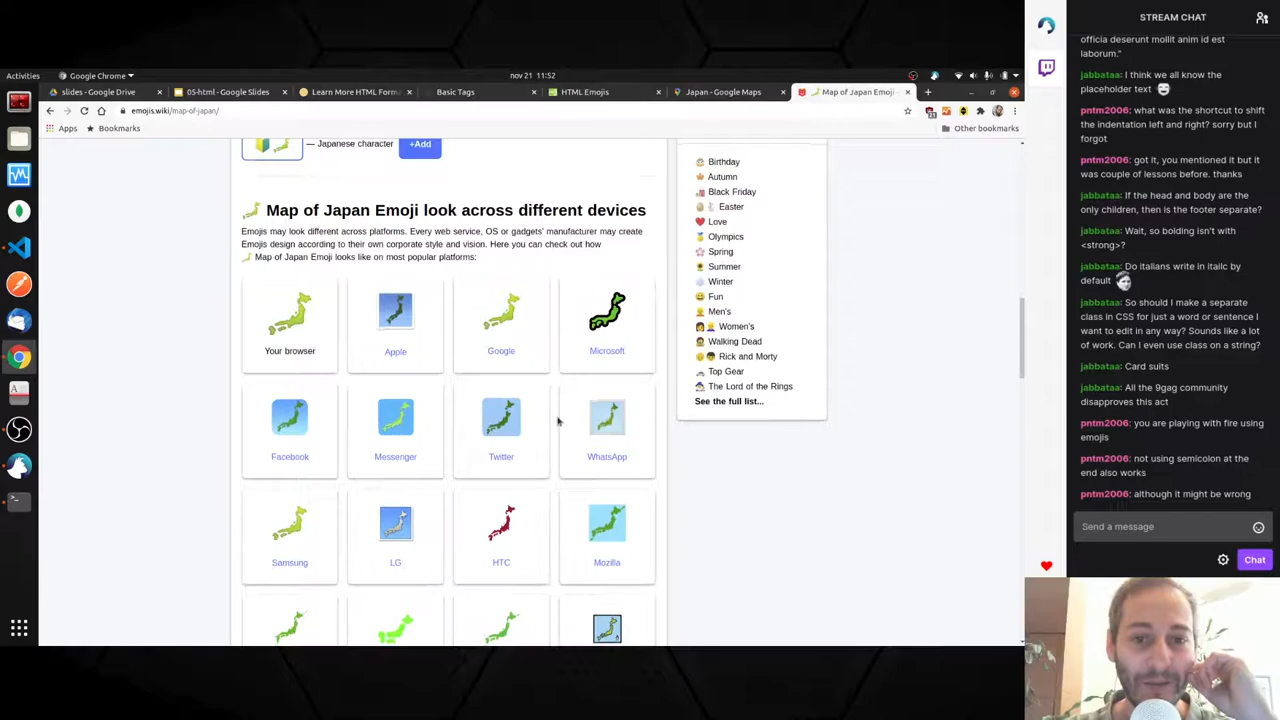 Activities
Google Chrome
nov 21 11:52
slides - Google Drive
05-html - Google Slides
Learn More HTML Form
Basic Tags
HTML Emojis
Japan - Google Maps
Map of Japan Emoji -
emojis.wiki/map-of-japan/
Apps
Bookmarks
Other bookmarks
— Japanese character
+Add
Map of Japan Emoji look across different devices
Emojis may look different across platforms. Every web service, OS or gadgets' manufacturer may create
Emojis design according to their own corporate style and vision. Here you can check out how
Map of Japan Emoji looks like on most popular platforms:
Your browser
Apple
Google
Microsoft
Facebook
Messenger
Twitter
WhatsApp
Samsung
LG
HTC
Mozilla
Birthday
Autumn
Black Friday
Easter
Love
Olympics
Spring
Summer
Winter
Fun
Men's
Women's
Walking Dead
Rick and Morty
Top Gear
The Lord of the Rings
See the full list...
STREAM CHAT
officia deserunt mollit anim id est
laborum."
jabbataa: I think we all know the
placeholder text
pntm2006: what was the shortcut to shift
the indentation left and right? sorry but I
forgot
pntm2006: got it, you mentioned it but it
was couple of lessons before. thanks
jabbataa: If the head and body are the
only children, then is the footer separate?
jabbataa: Wait, so bolding isn't with
<strong>?
jabbataa: Do italians write in itailc by
default
jabbataa: So should I make a separate
class in CSS for just a word or sentence I
want to edit in any way? Sounds like a lot
of work. Can I even use class on a string?
jabbataa: Card suits
jabbataa: All the 9gag community
disapproves this act
pntm2006: you are playing with fire using
emojis
pntm2006: not using semicolon at the
end also works
pntm2006: although it might be wrong
Send a message
Chat